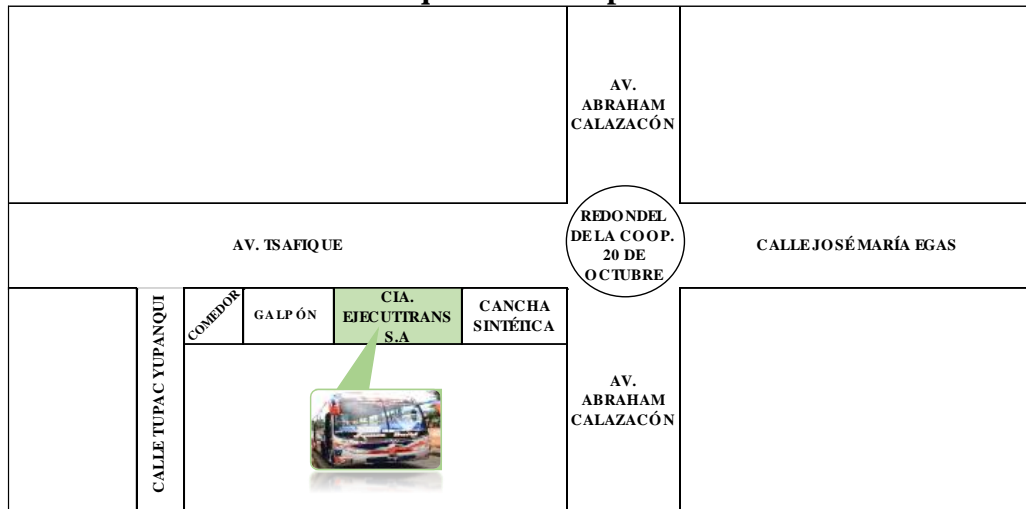 AV.
ABRAHAM
CALAZACÓN
REDONDEL
DE LA COOP.
20 DE
OCTUBRE
AV. TSAFIQUE
CALLE JOSÉ MARÍA EGAS
CALLE TUPAC YUPANQUI
COMEDOR
GALPÓN
CIA.
EJECUTTRANS
S.A
CANCHA
SINTÉTICA
AV.
ABRAHAM
CALAZACÓN